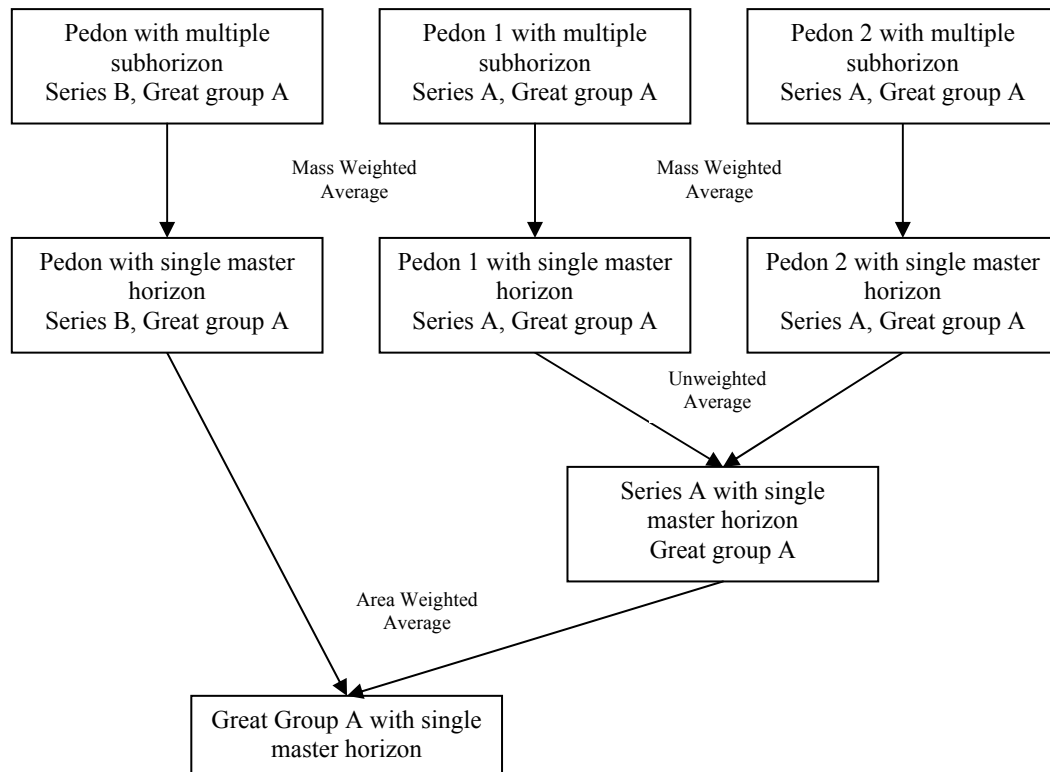 Pedon with multiple
subhorizon
Series B, Great group A
Pedon 1 with multiple
subhorizon
Series A, Great group A
Pedon 2 with multiple
subhorizon
Series A, Great group A
Mass Weighted
Average
Mass Weighted
Average
Pedon with single master
horizon
Series B, Great group A
Pedon 1 with single master
horizon
Series A, Great group A
Pedon 2 with single master
horizon
Series A, Great group A
Unweighted
Average
Series A with single
master horizon
Great group A
Area Weighted
Average
Great Group A with single
master horizon